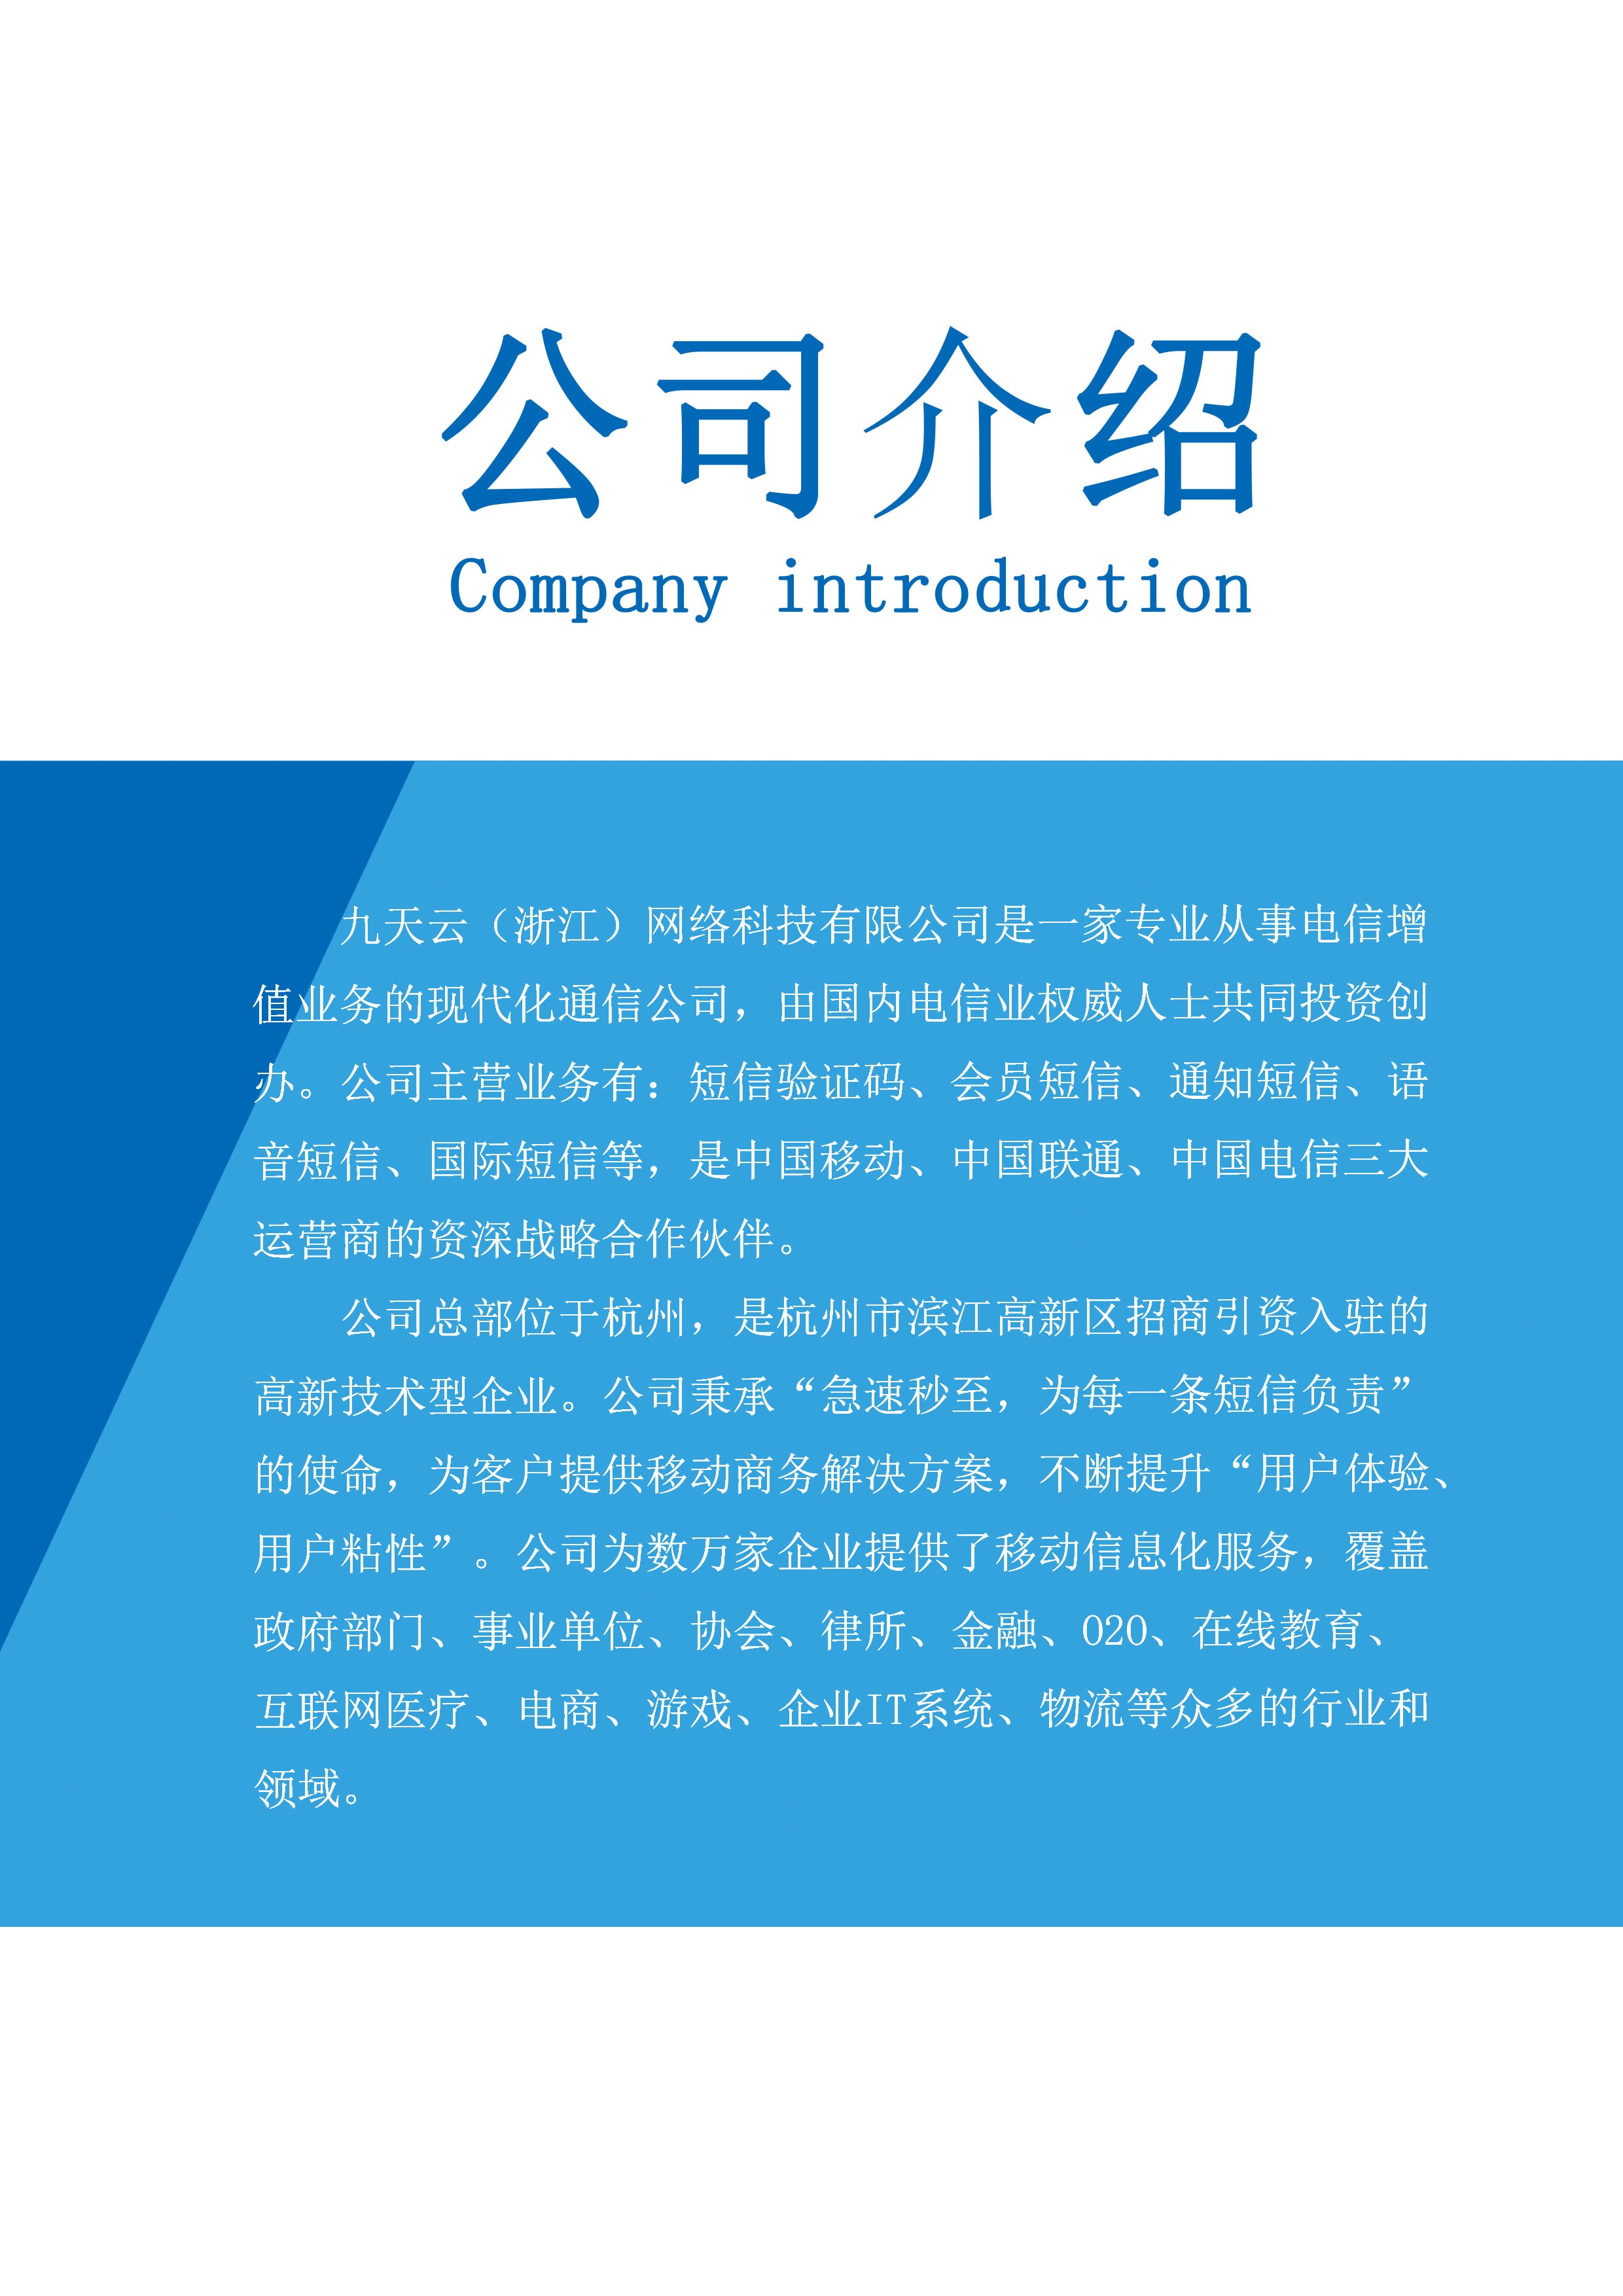 公司介绍
Company introduction
九天云（浙江）网络科技有限公司是一家专业从事电信增
值业务的现代化通信公司，由国内电信业权威人士共同投资创
办。公司主营业务有：短信验证码、会员短信、通知短信、语
音短信、国际短信等，是中国移动、中国联通、中国电信三大
运营商的资深战略合作伙伴。
公司总部位于杭州，是杭州市滨江高新区招商引资入驻的
高新技术型企业。公司秉承“急速秒至，为每一条短信负责”
的使命，为客户提供移动商务解决方案，不断提升“用户体验、
用户粘性”。公司为数万家企业提供了移动信息化服务，覆盖
政府部门、事业单位、协会、律所、金融、O2O、在线教育、
互联网医疗、电商、游戏、企业IT系统、物流等众多的行业和
领域。